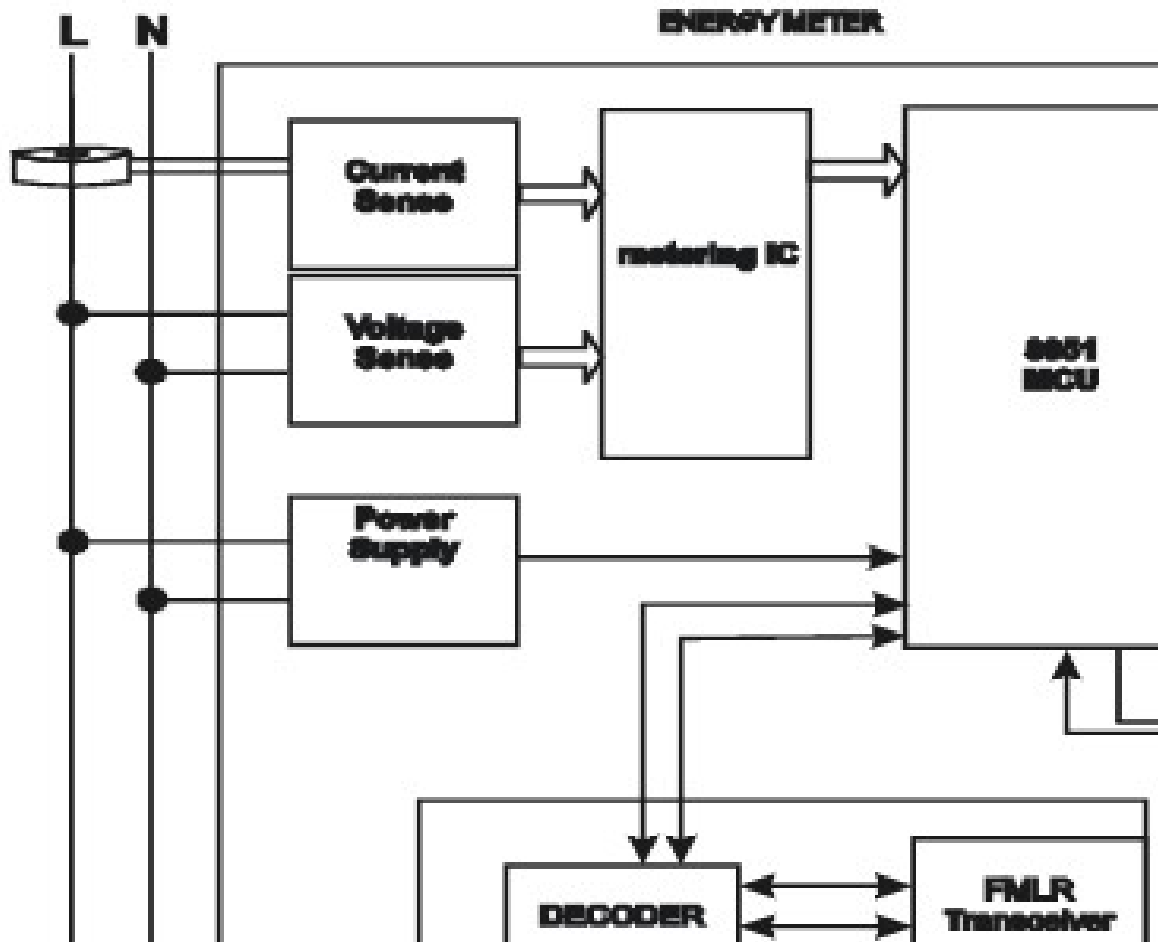 L N
ENERGY METER
Current
Sense
Voltage
Sense
metering IC
8051
MCU
Power
Supply
DECODER
FMLR
Transceiver